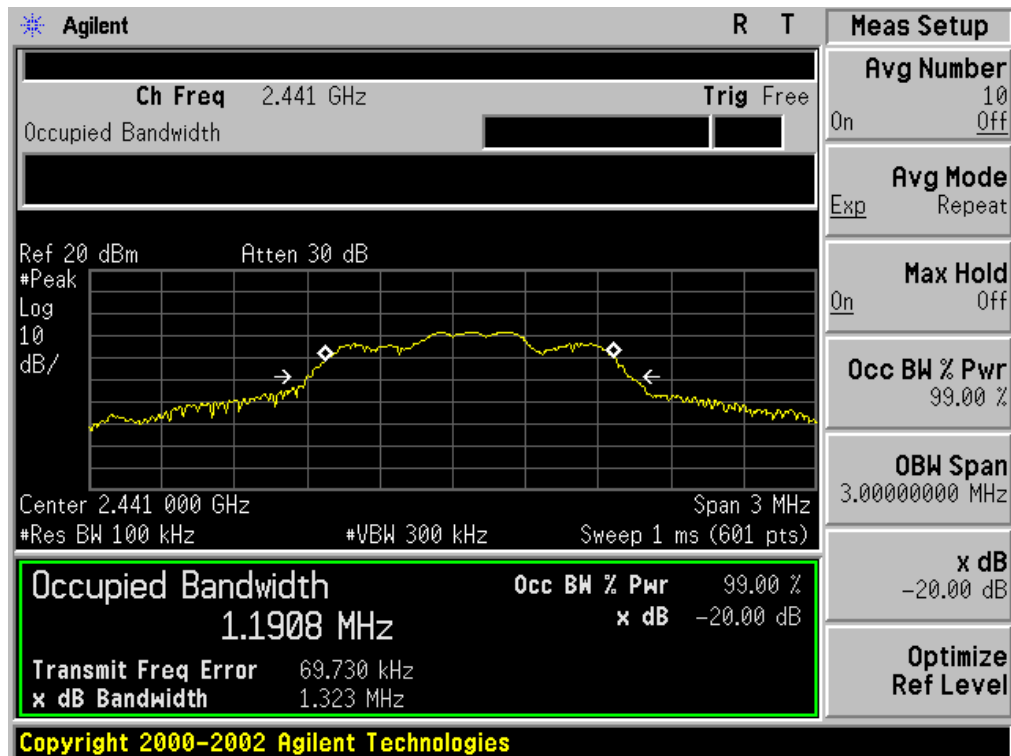 Agilent R T
Ch Freq 2.441 GHz Trig Free
Occupied Bandwidth
Ref 20 dBm Atten 30 dB
#Peak
Log
10
dB/
Center 2.441 000 GHz Span 3 MHz
#Res BW 100 kHz #VBW 300 kHz Sweep 1 ms (601 pts)
Occupied Bandwidth
1.1908 MHz
Occ BW % Pwr 99.00 %
x dB -20.00 dB
Transmit Freq Error 69.730 kHz
x dB Bandwidth 1.323 MHz
Meas Setup
Avg Number
10
On Off
Avg Mode
Exp Repeat
Max Hold
On Off
Occ BW % Pwr
99.00 %
OBW Span
3.00000000 MHz
x dB
-20.00 dB
Optimize
Ref Level
Copyright 2000-2002 Agilent Technologies